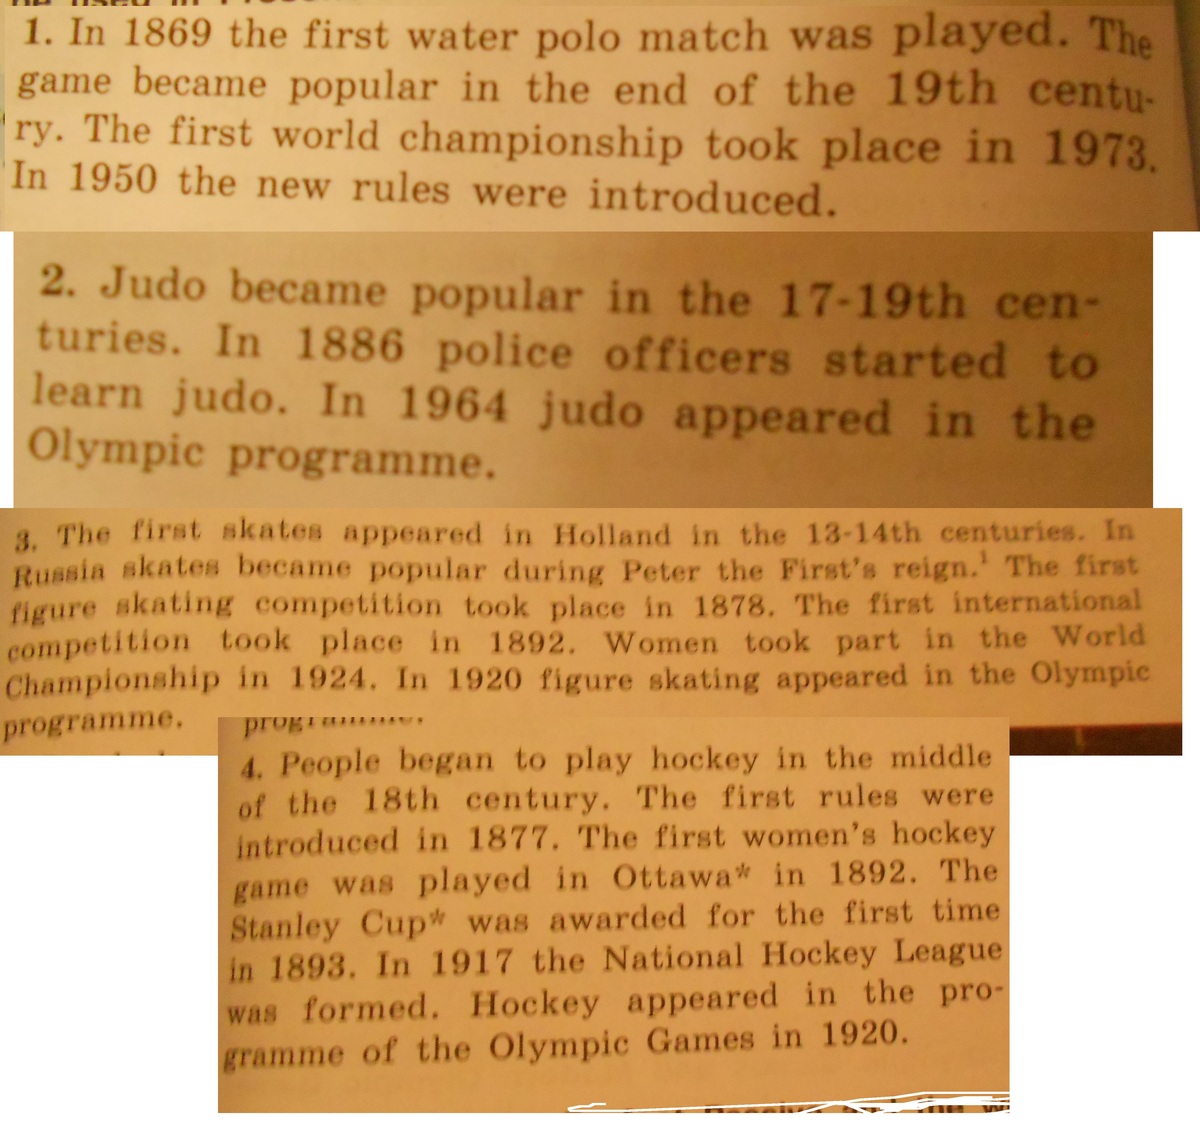 1. In 1869 the first water polo match was played. The
game became popular in the end of the 19th centu-
ry. The first world championship took place in 1973.
In 1950 the new rules were introduced.
2. Judo became popular in the 17-19th cen-
turies. In 1886 police officers started to
learn judo. In 1964 judo appeared in the
Olympic programme.
3. The first skates appeared in Holland in the 13-14th centuries. In
Russia skates became popular during Peter the First's reign.¹ The first
figure skating competition took place in 1878. The first international
competition took place in 1892. Women took part in the World
Championship in 1924. In 1920 figure skating appeared in the Olympic
programme.
4. People began to play hockey in the middle
of the 18th century. The first rules were
introduced in 1877. The first women's hockey
game was played in Ottawa* in 1892. The
Stanley Cup* was awarded for the first time
in 1893. In 1917 the National Hockey League
was formed. Hockey appeared in the pro-
gramme of the Olympic Games in 1920.